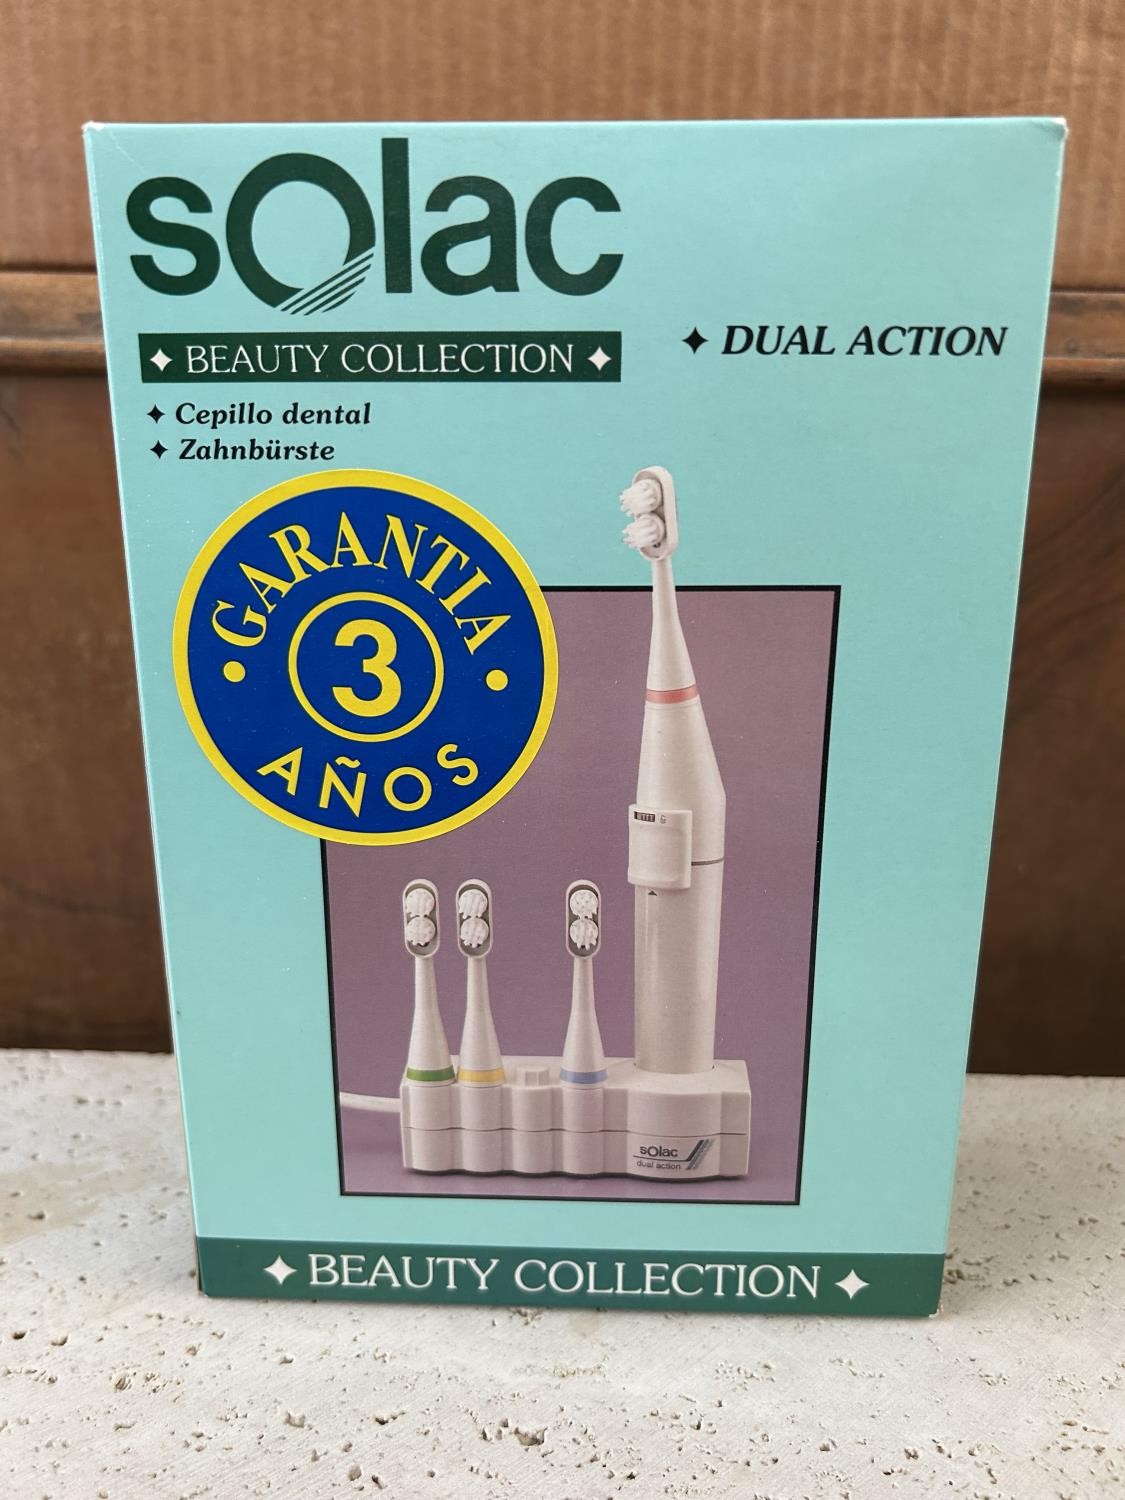 solac
BEAUTY COLLECTION
DUAL ACTION
Cepillo dental
Zahnbürste
GARANTIA
3
AÑOS
solac
dual action
BEAUTY COLLECTION